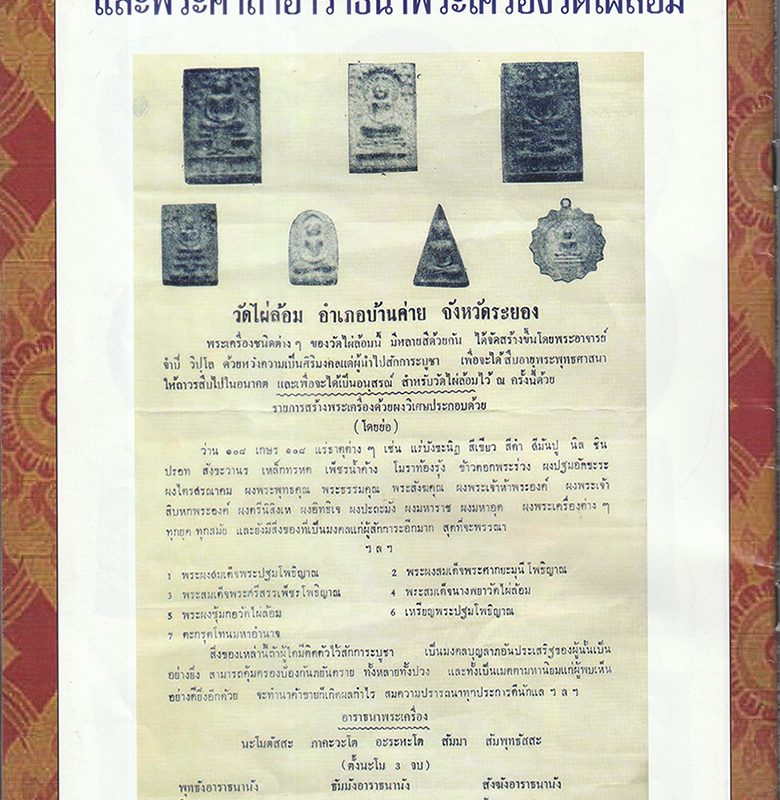 และพระคาถาอาราธนาพระเครื่องวัดไผ่ล้อม
วัดไผ่ล้อม อำเภอบ้านค่าย จังหวัดระยอง
พระเครื่องชนิดต่าง ๆ ของวัดไผ่ล้อมนี้ มีหลายสีด้วยกัน ได้จัดสร้างขึ้นโดยพระอาจารย์
จำปี วิปุโล ด้วยหวังความเป็นศิริมงคลแด่ผู้นำไปสักการะบูชา เพื่อจะได้สืบอายุพระพุทธศาสนา
ให้ถาวรสืบไปในอนาคต และเพื่อจะได้เป็นอนุสรณ์ สำหรับวัดไผ่ล้อมไว้ ณ ครั้งนี้ด้วย
รายการสร้างพระเครื่องด้วยผงวิเศษประกอบด้วย
(โดยย่อ)
ว่าน ๑๐๘ เกษร ๑๐๘ แร่ธาตุต่าง ๆ เช่น แร่บังขะนิฏ สีเขียว สีดำ สีมันปู นิล ชิน
ปรอท สังขะวานร เหล็กทรหด เพ็ชรน้ำค้าง โมราท้องรุ้ง ข้าวตอกพระร่วง ผงปฐมอักขะระ
ผงไตรสรณาคม ผงพระพุทธคุณ พระธรรมคุณ พระสังฆคุณ ผงพระเจ้าห้าพระองค์ ผงพระเจ้า
สิบหกพระองค์ ผงตรีนิสิงเห ผงอิทธิเจ ผงปะถะมัง ผงมหาราช ผงมหาอุด ผงพระเครื่องต่าง ๆ
ทุกยุค ทุกสมัย และยังมีสิ่งของที่เป็นมงคลแก่ผู้สักการะอีกมาก สุดที่จะพรรณา
ฯ ล ฯ
1 พระผงสมเด็จพระปฐมโพธิญาณ 2 พระผงสมเด็จพระศากยะมุนีโพธิญาณ
3 พระสมเด็จพระศรีสรรเพ็ชรโพธิญาณ 4 พระสมเด็จนางพยาวัดไผ่ล้อม
5 พระผงซุ้มกอวัดไผ่ล้อม 6 เหรียญพระปฐมโพธิญาณ
7 ตะกรุดโทนมหาอำนาจ
สิ่งของเหล่านี้ถ้าผู้ใดมีติดตัวไว้สักการะบูชา เป็นมงคลบุญลาภอันประเสริฐของผู้นั้นเป็น
อย่างยิ่ง สามารถคุ้มครองป้องกันภยันตราย ทั้งหลายทั้งปวง และทั้งเป็นเมตตามหานิยมแก่ผู้พบเห็น
อย่างดียิ่งอีกด้วย จะทำนาค้าขายก็เกิดผลกำไร สมความปรารถนาทุกประการดีนักแล ฯ ล ฯ
อาราธนาพระเครื่อง
นะโมตัสสะ ภาคะวะโต อะระหะโต สัมมา สัมพุทธัสสะ
(ตั้งนะโม 3 จบ)
พุทธังอาราธนานัง ธัมมังอาราธนานัง สังฆังอาราธนานัง